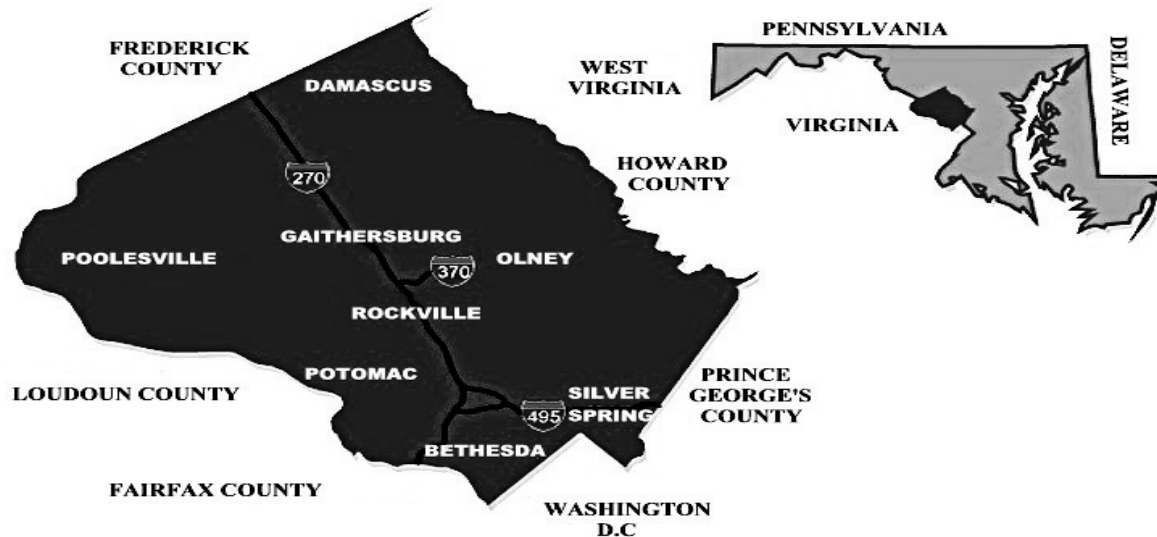 FREDERICK
COUNTY
DAMASCUS
270
GAITHERSBURG
370
OLNEY
POOLESVILLE
ROCKVILLE
POTOMAC
SILVER
SPRING
495
BETHESDA
LOUDOUN COUNTY
FAIRFAX COUNTY
WASHINGTON
D.C
PRINCE
GEORGE'S
COUNTY
HOWARD
COUNTY
WEST
VIRGINIA
PENNSYLVANIA
VIRGINIA
DELAWARE